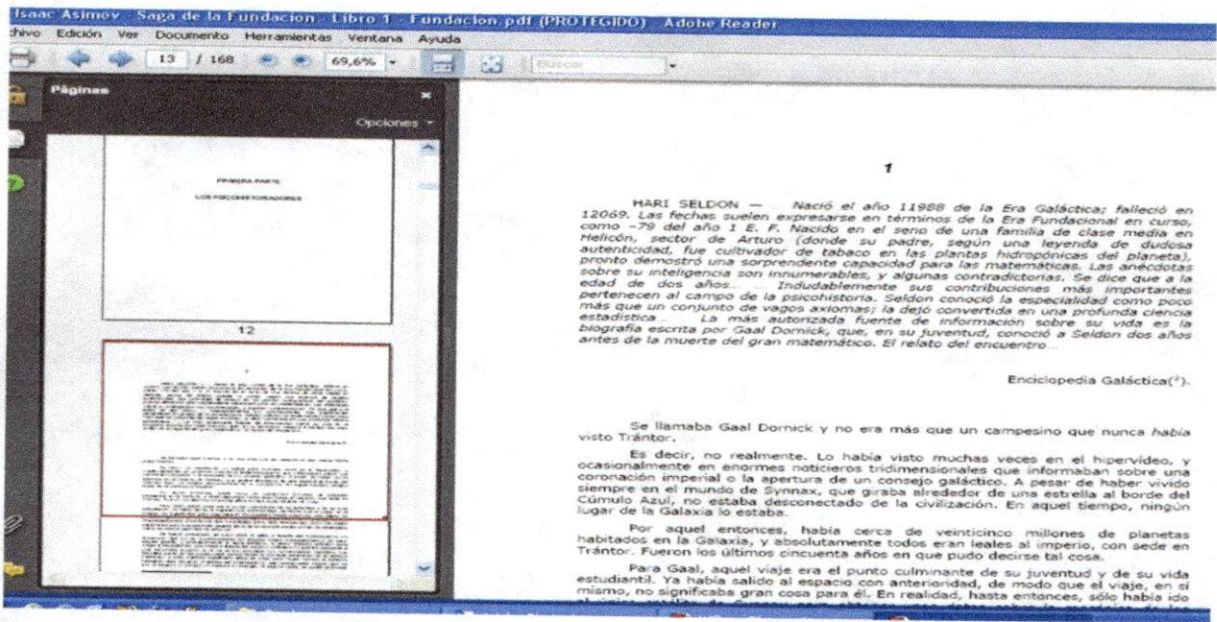 Isaac Asimov - Saga de la Fundacion - Libro 1 - Fundacion.pdf (PROTEGIDO) - Adobe Reader
Edición Ver Documento Herramientas Ventana Ayuda
13 / 168 69,6% Buscar
Páginas
Opciones
PRIMERA PARTE
LOS PSICOHISTORIADORES
12
1
HARI SELDON — ... Nació el año 11988 de la Era Galáctica; falleció en
12069. Las fechas suelen expresarse en términos de la Era Fundacional en curso,
como -79 del año 1 E. F. Nacido en el seno de una familia de clase media en
Helicón, sector de Arturo (donde su padre, según una leyenda de dudosa
autenticidad, fue cultivador de tabaco en las plantas hidropónicas del planeta),
pronto demostró una sorprendente capacidad para las matemáticas. Las anécdotas
sobre su inteligencia son innumerables, y algunas contradictorias. Se dice que a la
edad de dos años... ... Indudablemente sus contribuciones más importantes
pertenecen al campo de la psicohistoria. Seldon conoció la especialidad como poco
más que un conjunto de vagos axiomas; la dejó convertida en una profunda ciencia
estadística... ... La más autorizada fuente de información sobre su vida es la
biografía escrita por Gaal Dornick, que, en su juventud, conoció a Seldon dos años
antes de la muerte del gran matemático. El relato del encuentro...
Enciclopedia Galáctica(²).
Se llamaba Gaal Dornick y no era más que un campesino que nunca había
visto Trántor.
Es decir, no realmente. Lo había visto muchas veces en el hipervídeo, y
ocasionalmente en enormes noticieros tridimensionales que informaban sobre una
coronación imperial o la apertura de un consejo galáctico. A pesar de haber vivido
siempre en el mundo de Synnax, que giraba alrededor de una estrella al borde del
Cúmulo Azul, no estaba desconectado de la civilización. En aquel tiempo, ningún
lugar de la Galaxia lo estaba.
Por aquel entonces, había cerca de veinticinco millones de planetas
habitados en la Galaxia, y absolutamente todos eran leales al imperio, con sede en
Trántor. Fueron los últimos cincuenta años en que pudo decirse tal cosa.
Para Gaal, aquel viaje era el punto culminante de su juventud y de su vida
estudiantil. Ya había salido al espacio con anterioridad, de modo que el viaje, en sí
mismo, no significaba gran cosa para él. En realidad, hasta entonces, sólo había ido